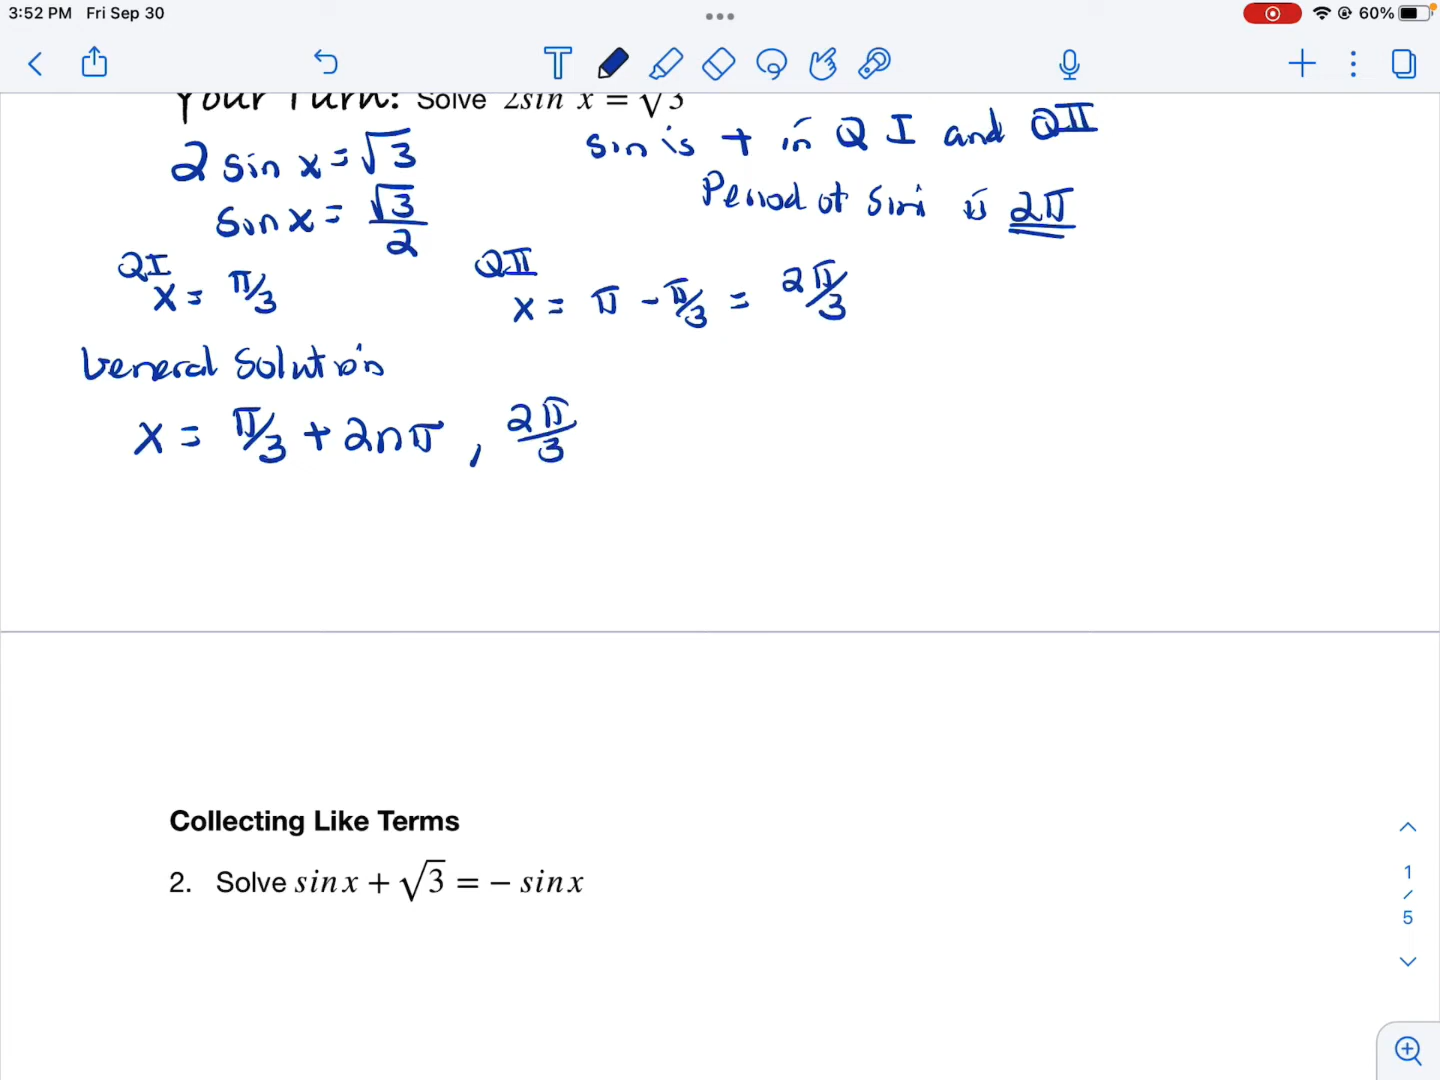 3:52 PM Fri Sep 30
60%
Your Turn: Solve 2sin x = √3
2 sin x = √3
sin is + in Q I and QII
sin x = √3/2
Period of sin is 2π
QI
x = π/3
QII
x = π - π/3 = 2π/3
General Solution
x = π/3 + 2nπ , 2π/3
Collecting Like Terms
2. Solve sin x + √3 = − sin x
1
/
5